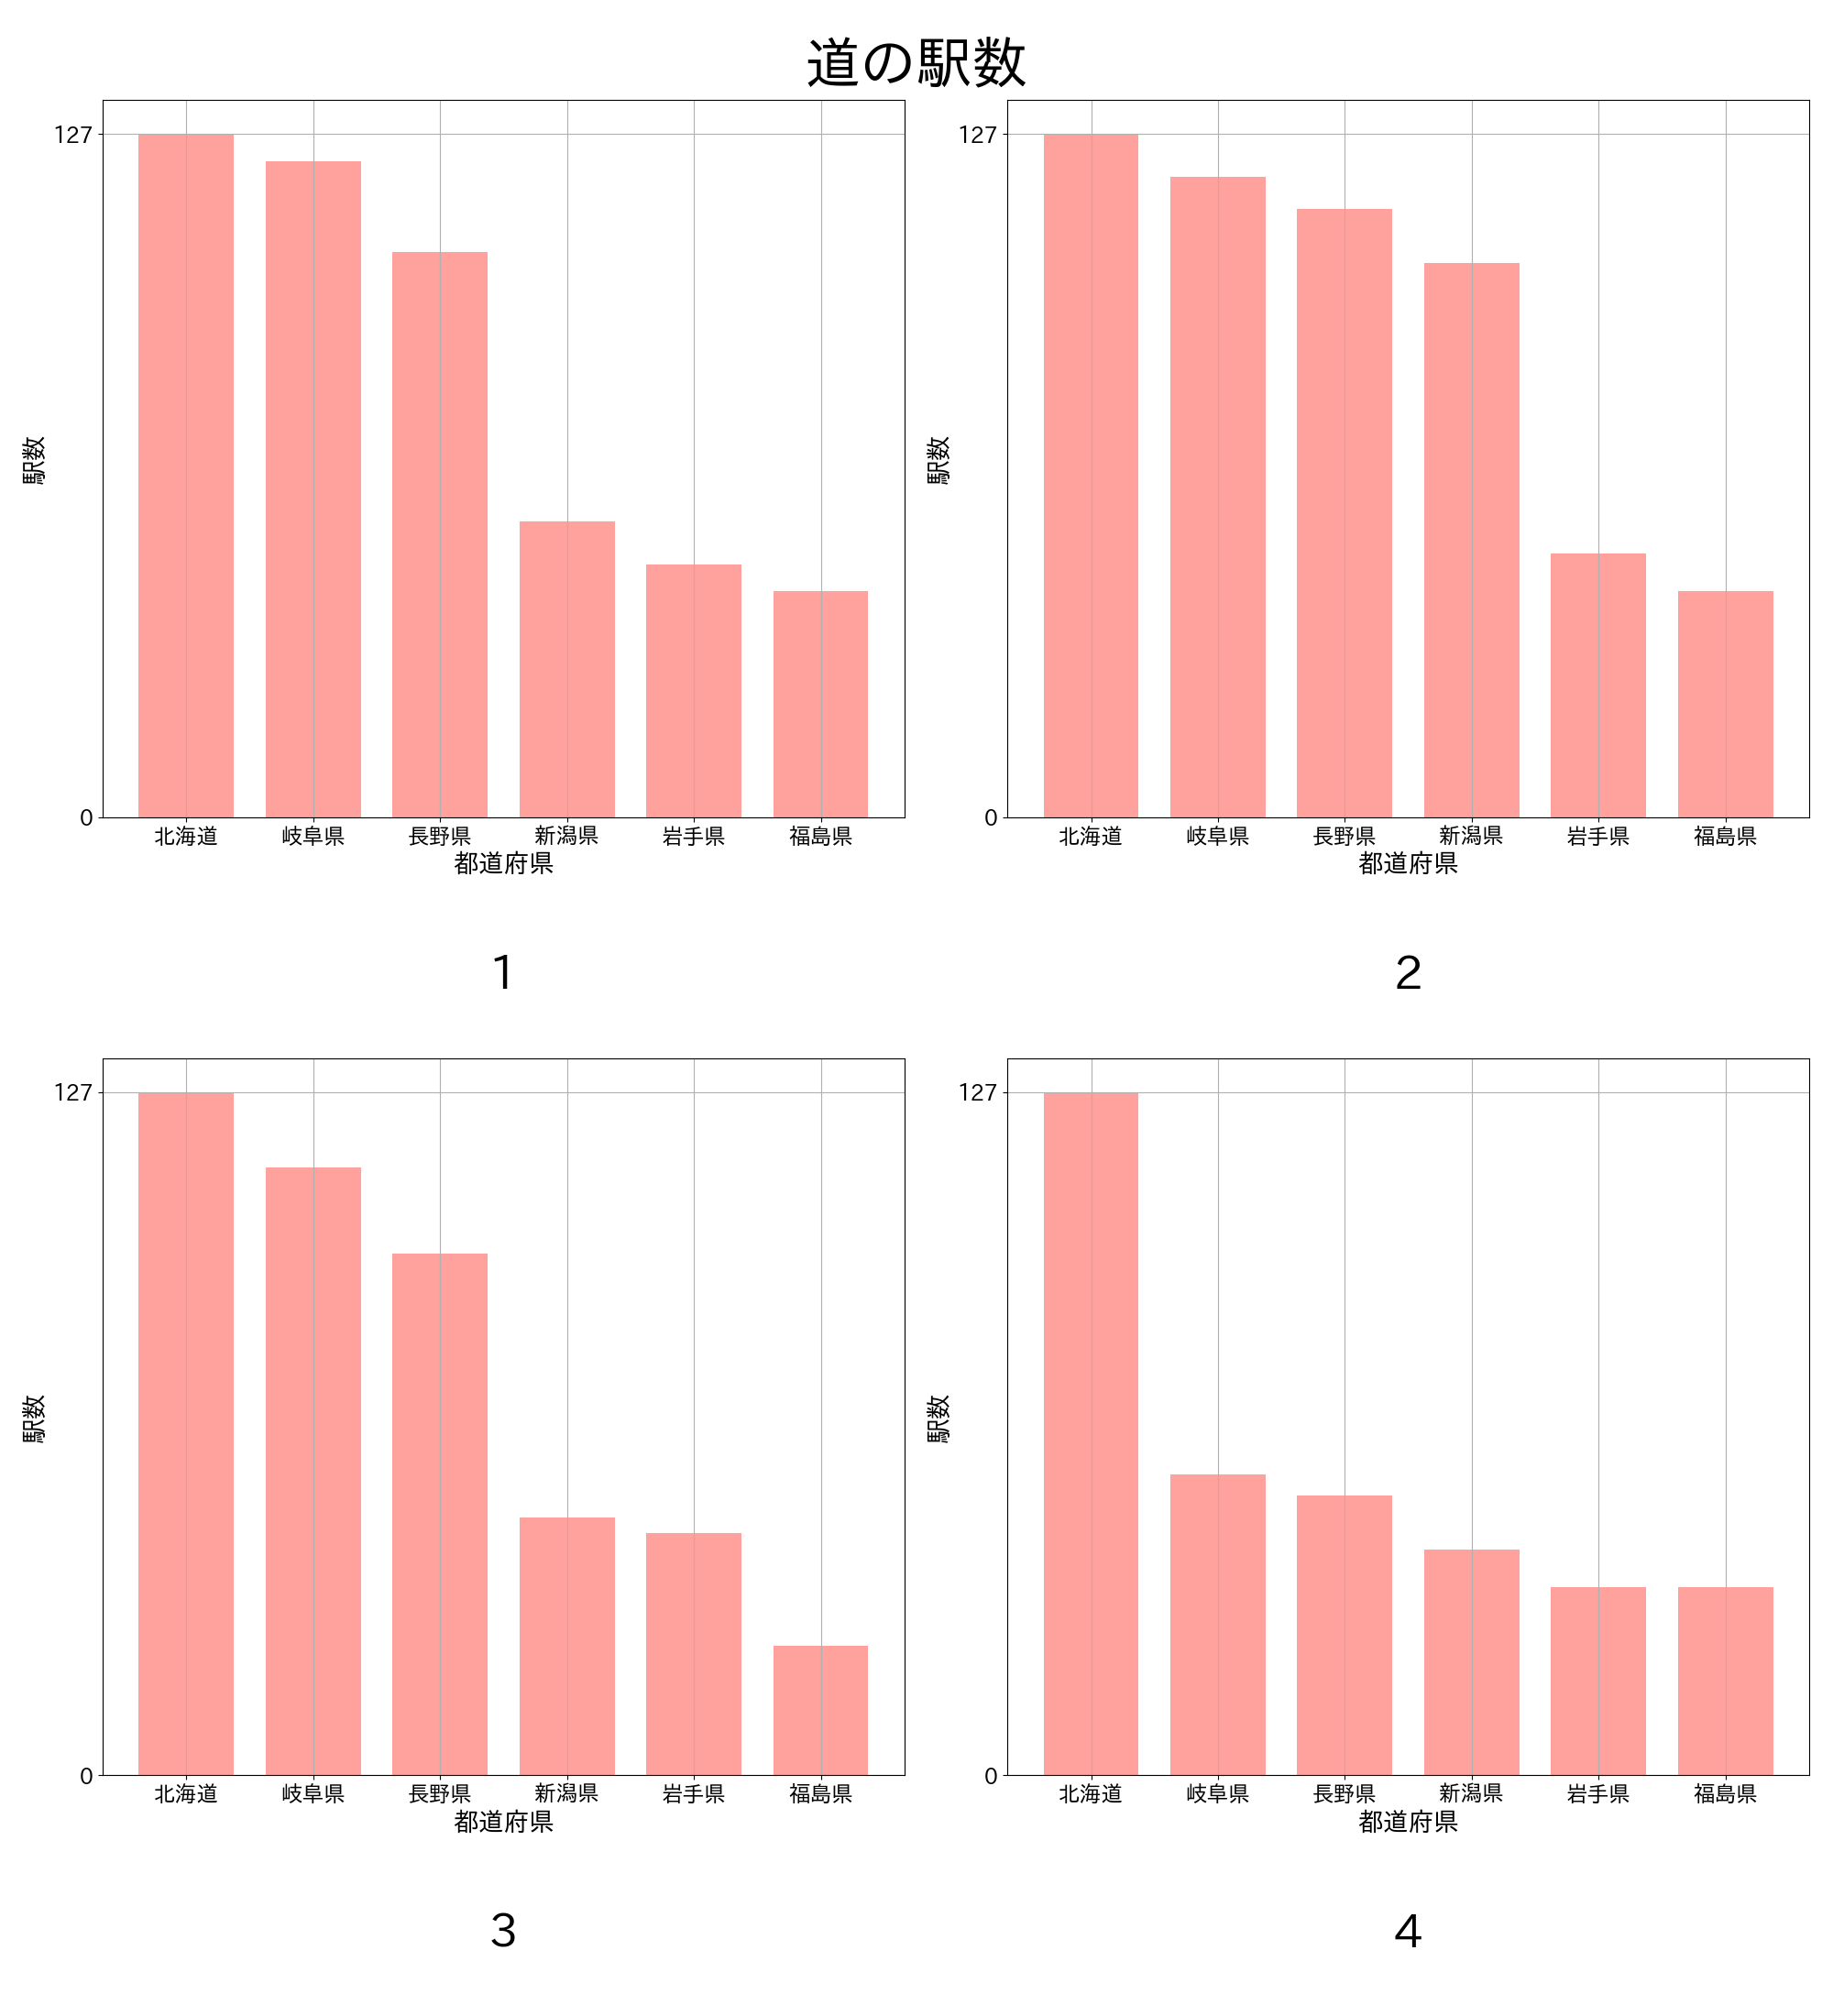 道の駅数
127
0
駅数
北海道 岐阜県 長野県 新潟県 岩手県 福島県
都道府県
1
127
0
駅数
北海道 岐阜県 長野県 新潟県 岩手県 福島県
都道府県
2
127
0
駅数
北海道 岐阜県 長野県 新潟県 岩手県 福島県
都道府県
3
127
0
駅数
北海道 岐阜県 長野県 新潟県 岩手県 福島県
都道府県
4